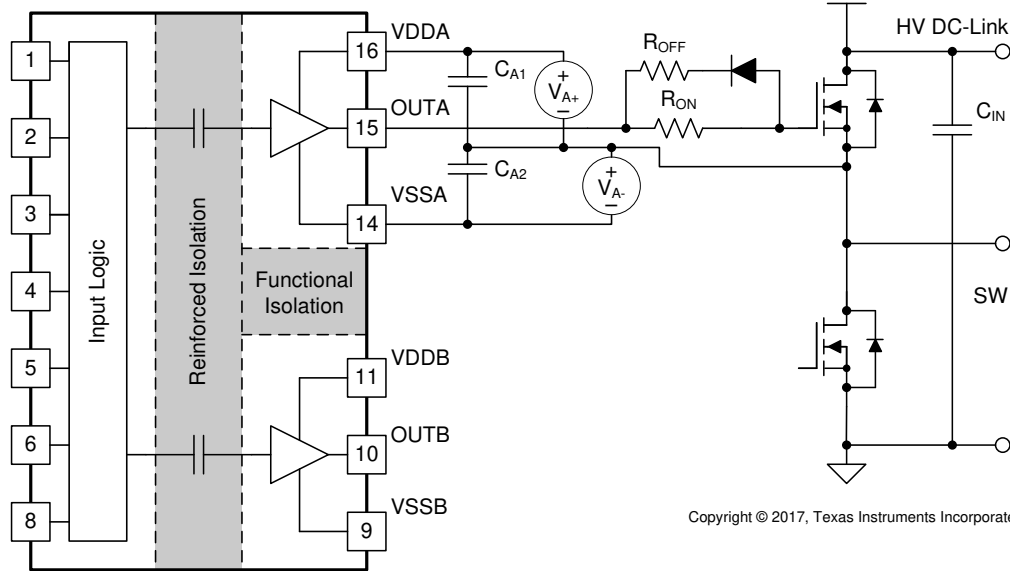 1
2
3
4
5
6
8
Input Logic
Reinforced Isolation
Functional
Isolation
16
VDDA
15
OUTA
14
VSSA
11
VDDB
10
OUTB
9
VSSB
CA1
CA2
+
VA+
−
+
VA-
−
ROFF
RON
HV DC-Link
CIN
SW
Copyright © 2017, Texas Instruments Incorporate